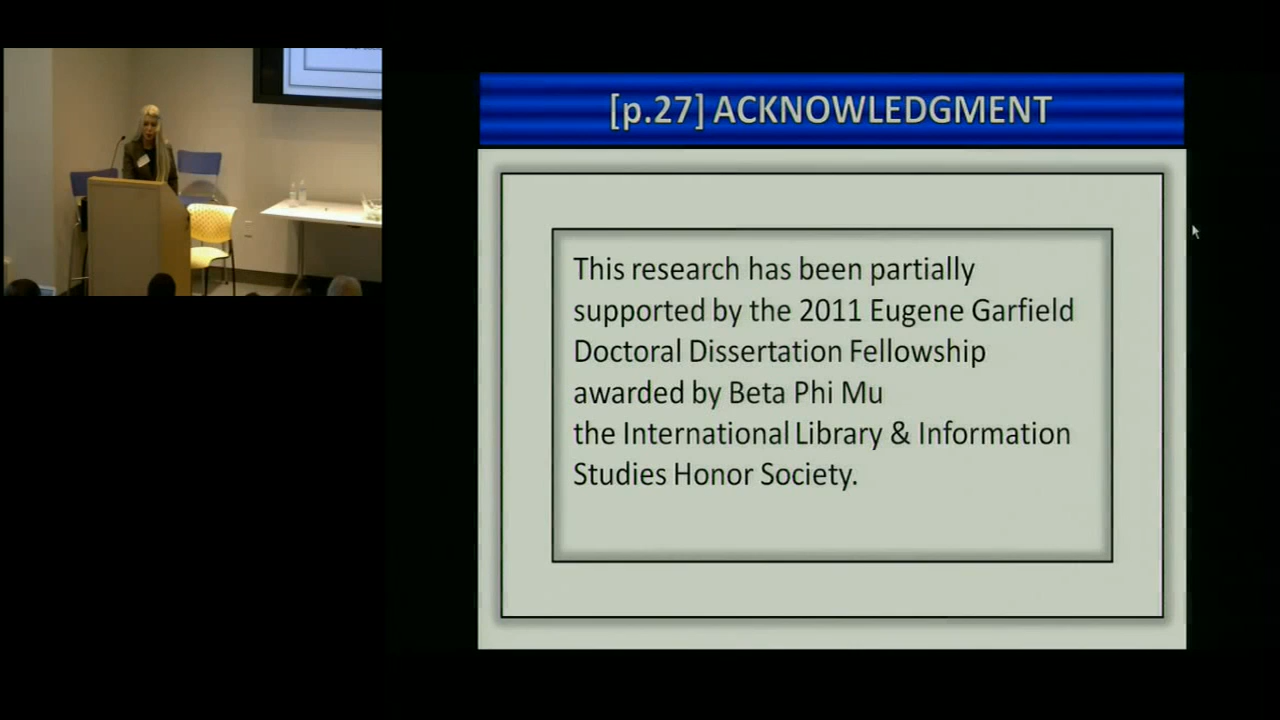 [p.27] ACKNOWLEDGMENT
This research has been partially
supported by the 2011 Eugene Garfield
Doctoral Dissertation Fellowship
awarded by Beta Phi Mu
the International Library & Information
Studies Honor Society.